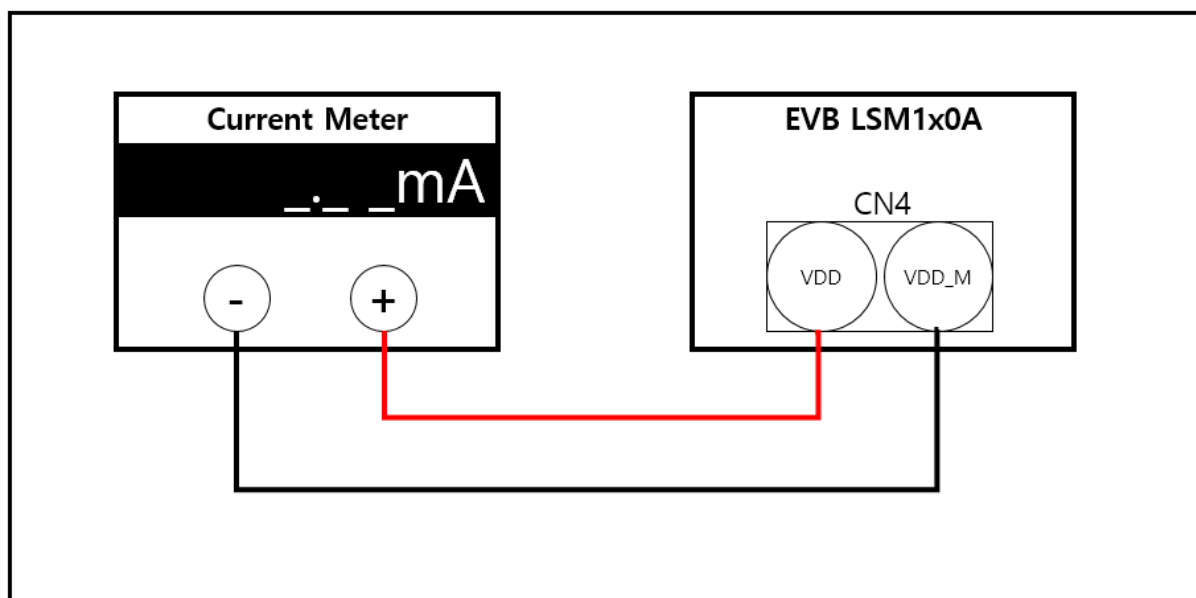 Current Meter
_._ _mA
- +
EVB LSM1x0A
CN4
VDD VDD_M